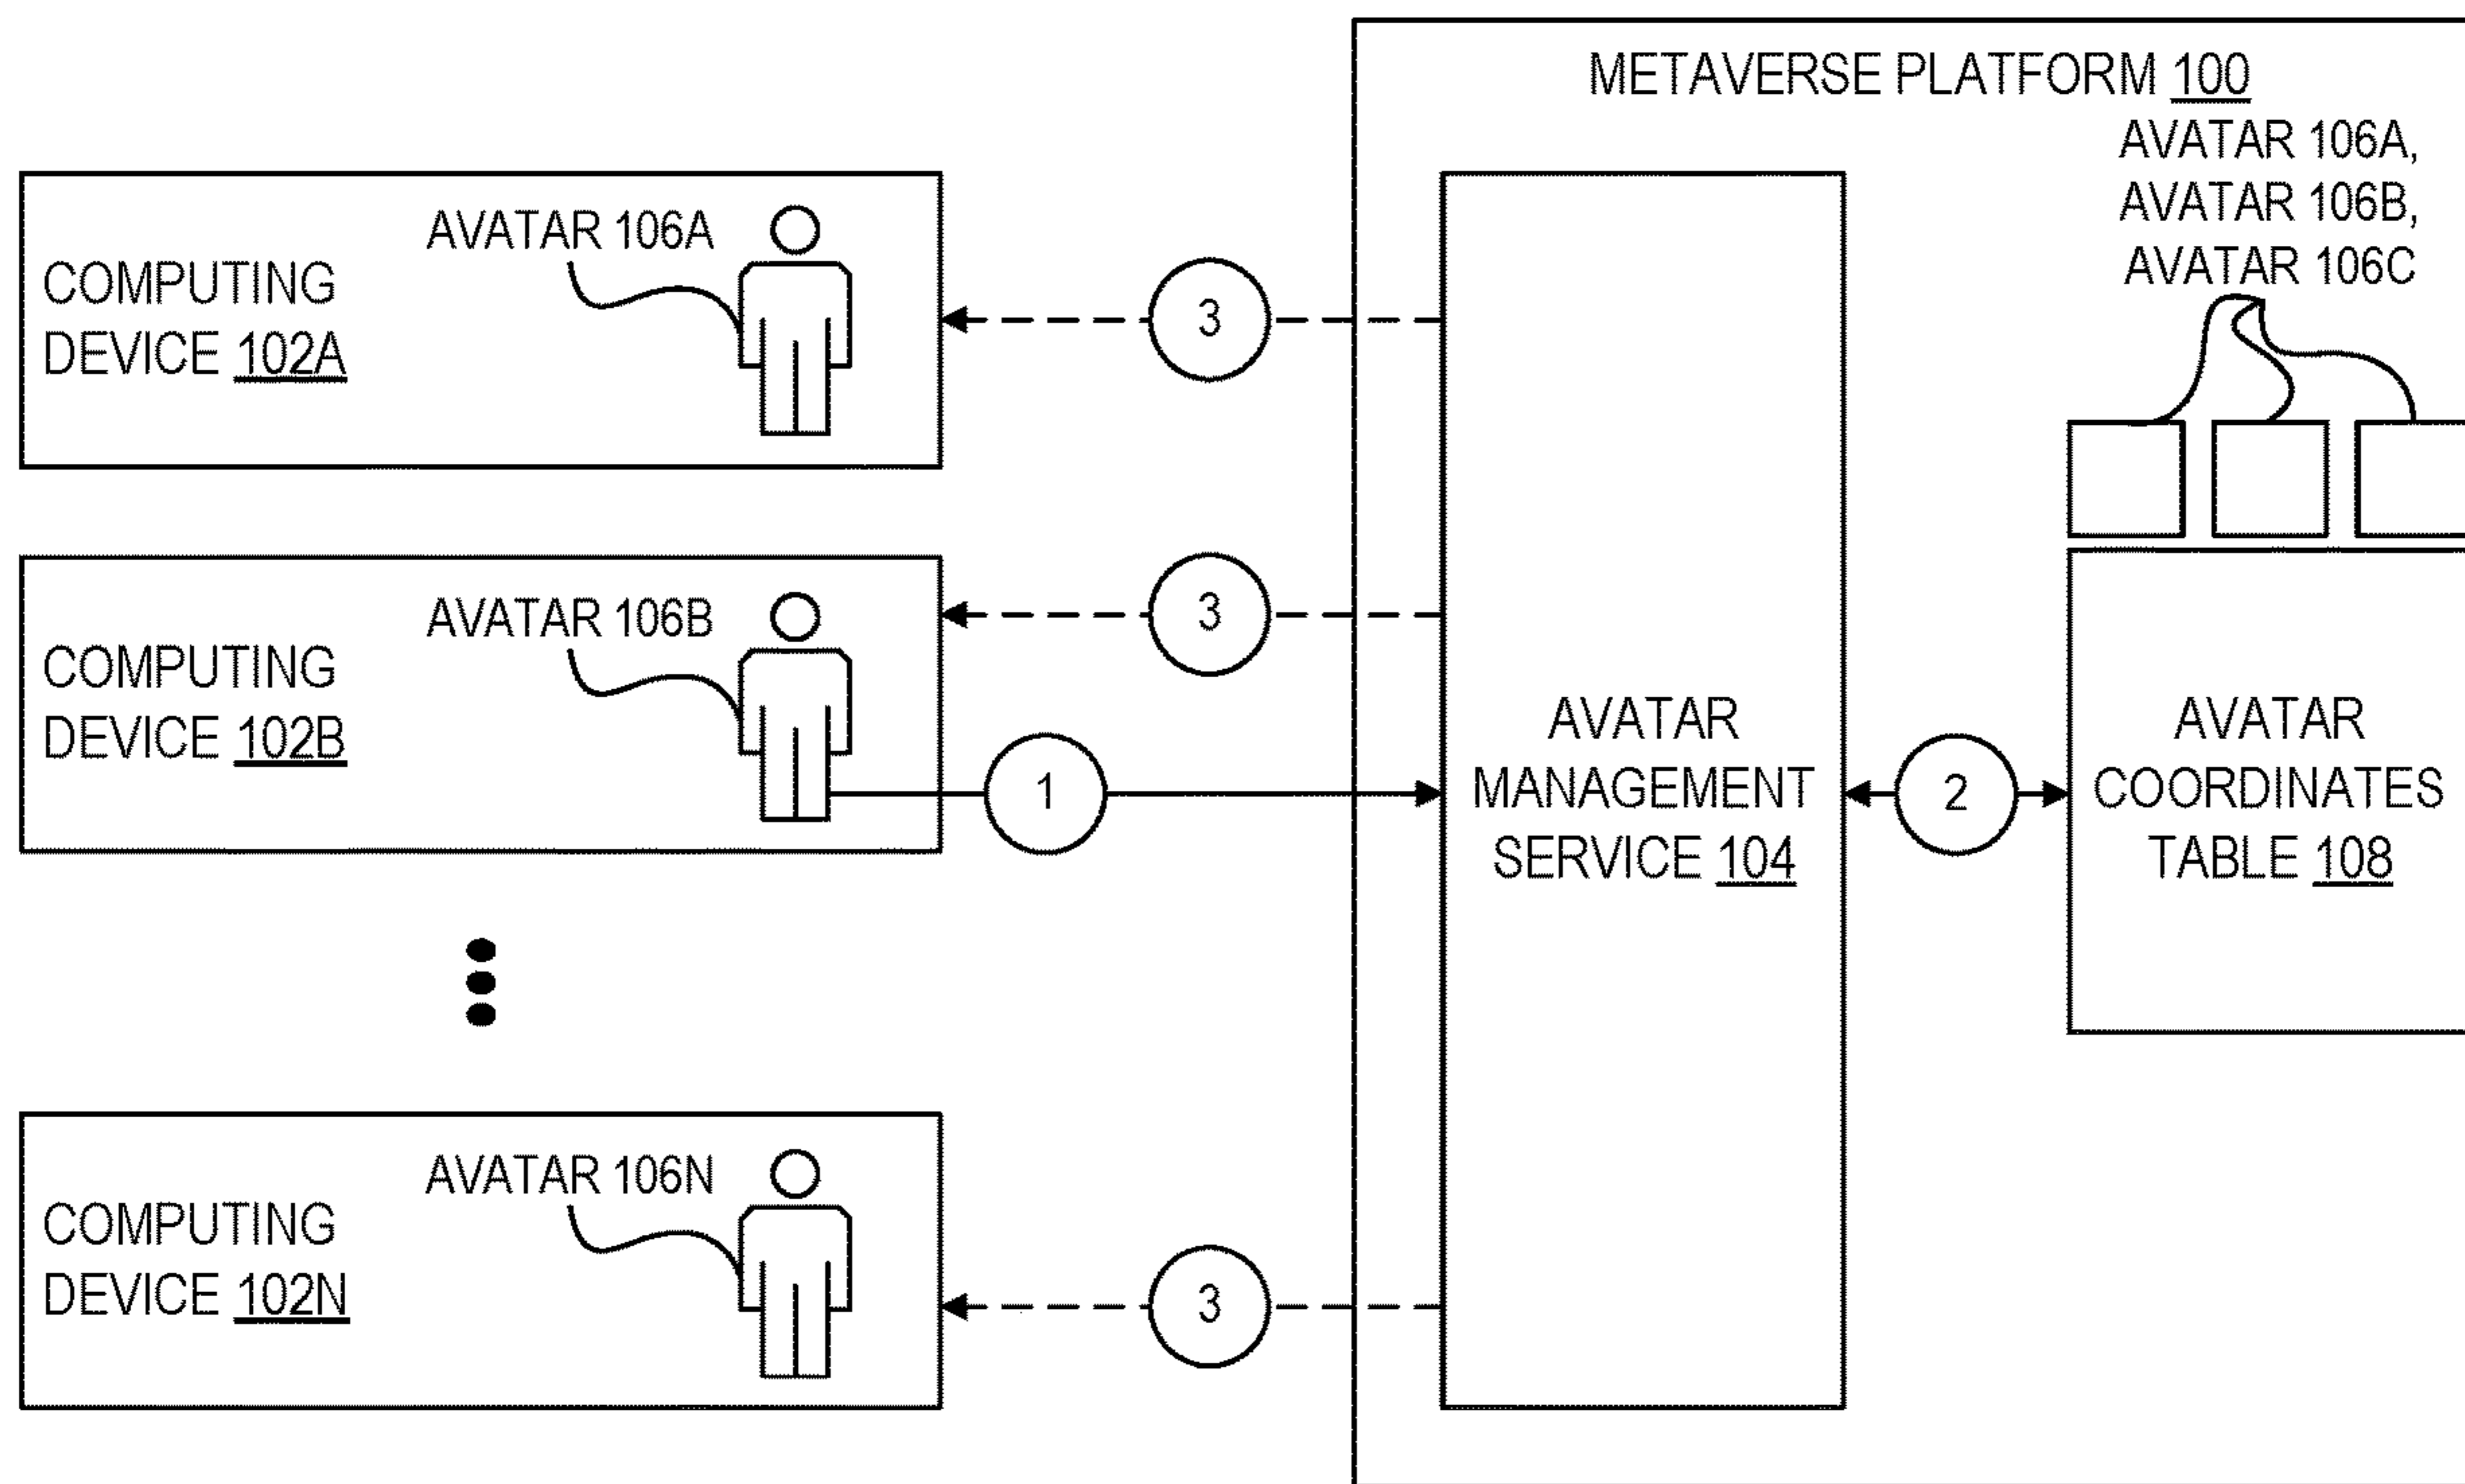 METAVERSE PLATFORM 100
AVATAR 106A,
AVATAR 106B,
AVATAR 106C
AVATAR 106A
COMPUTING
DEVICE 102A
3
AVATAR 106B
COMPUTING
DEVICE 102B
3
1
AVATAR
MANAGEMENT
SERVICE 104
2
AVATAR
COORDINATES
TABLE 108
AVATAR 106N
COMPUTING
DEVICE 102N
3